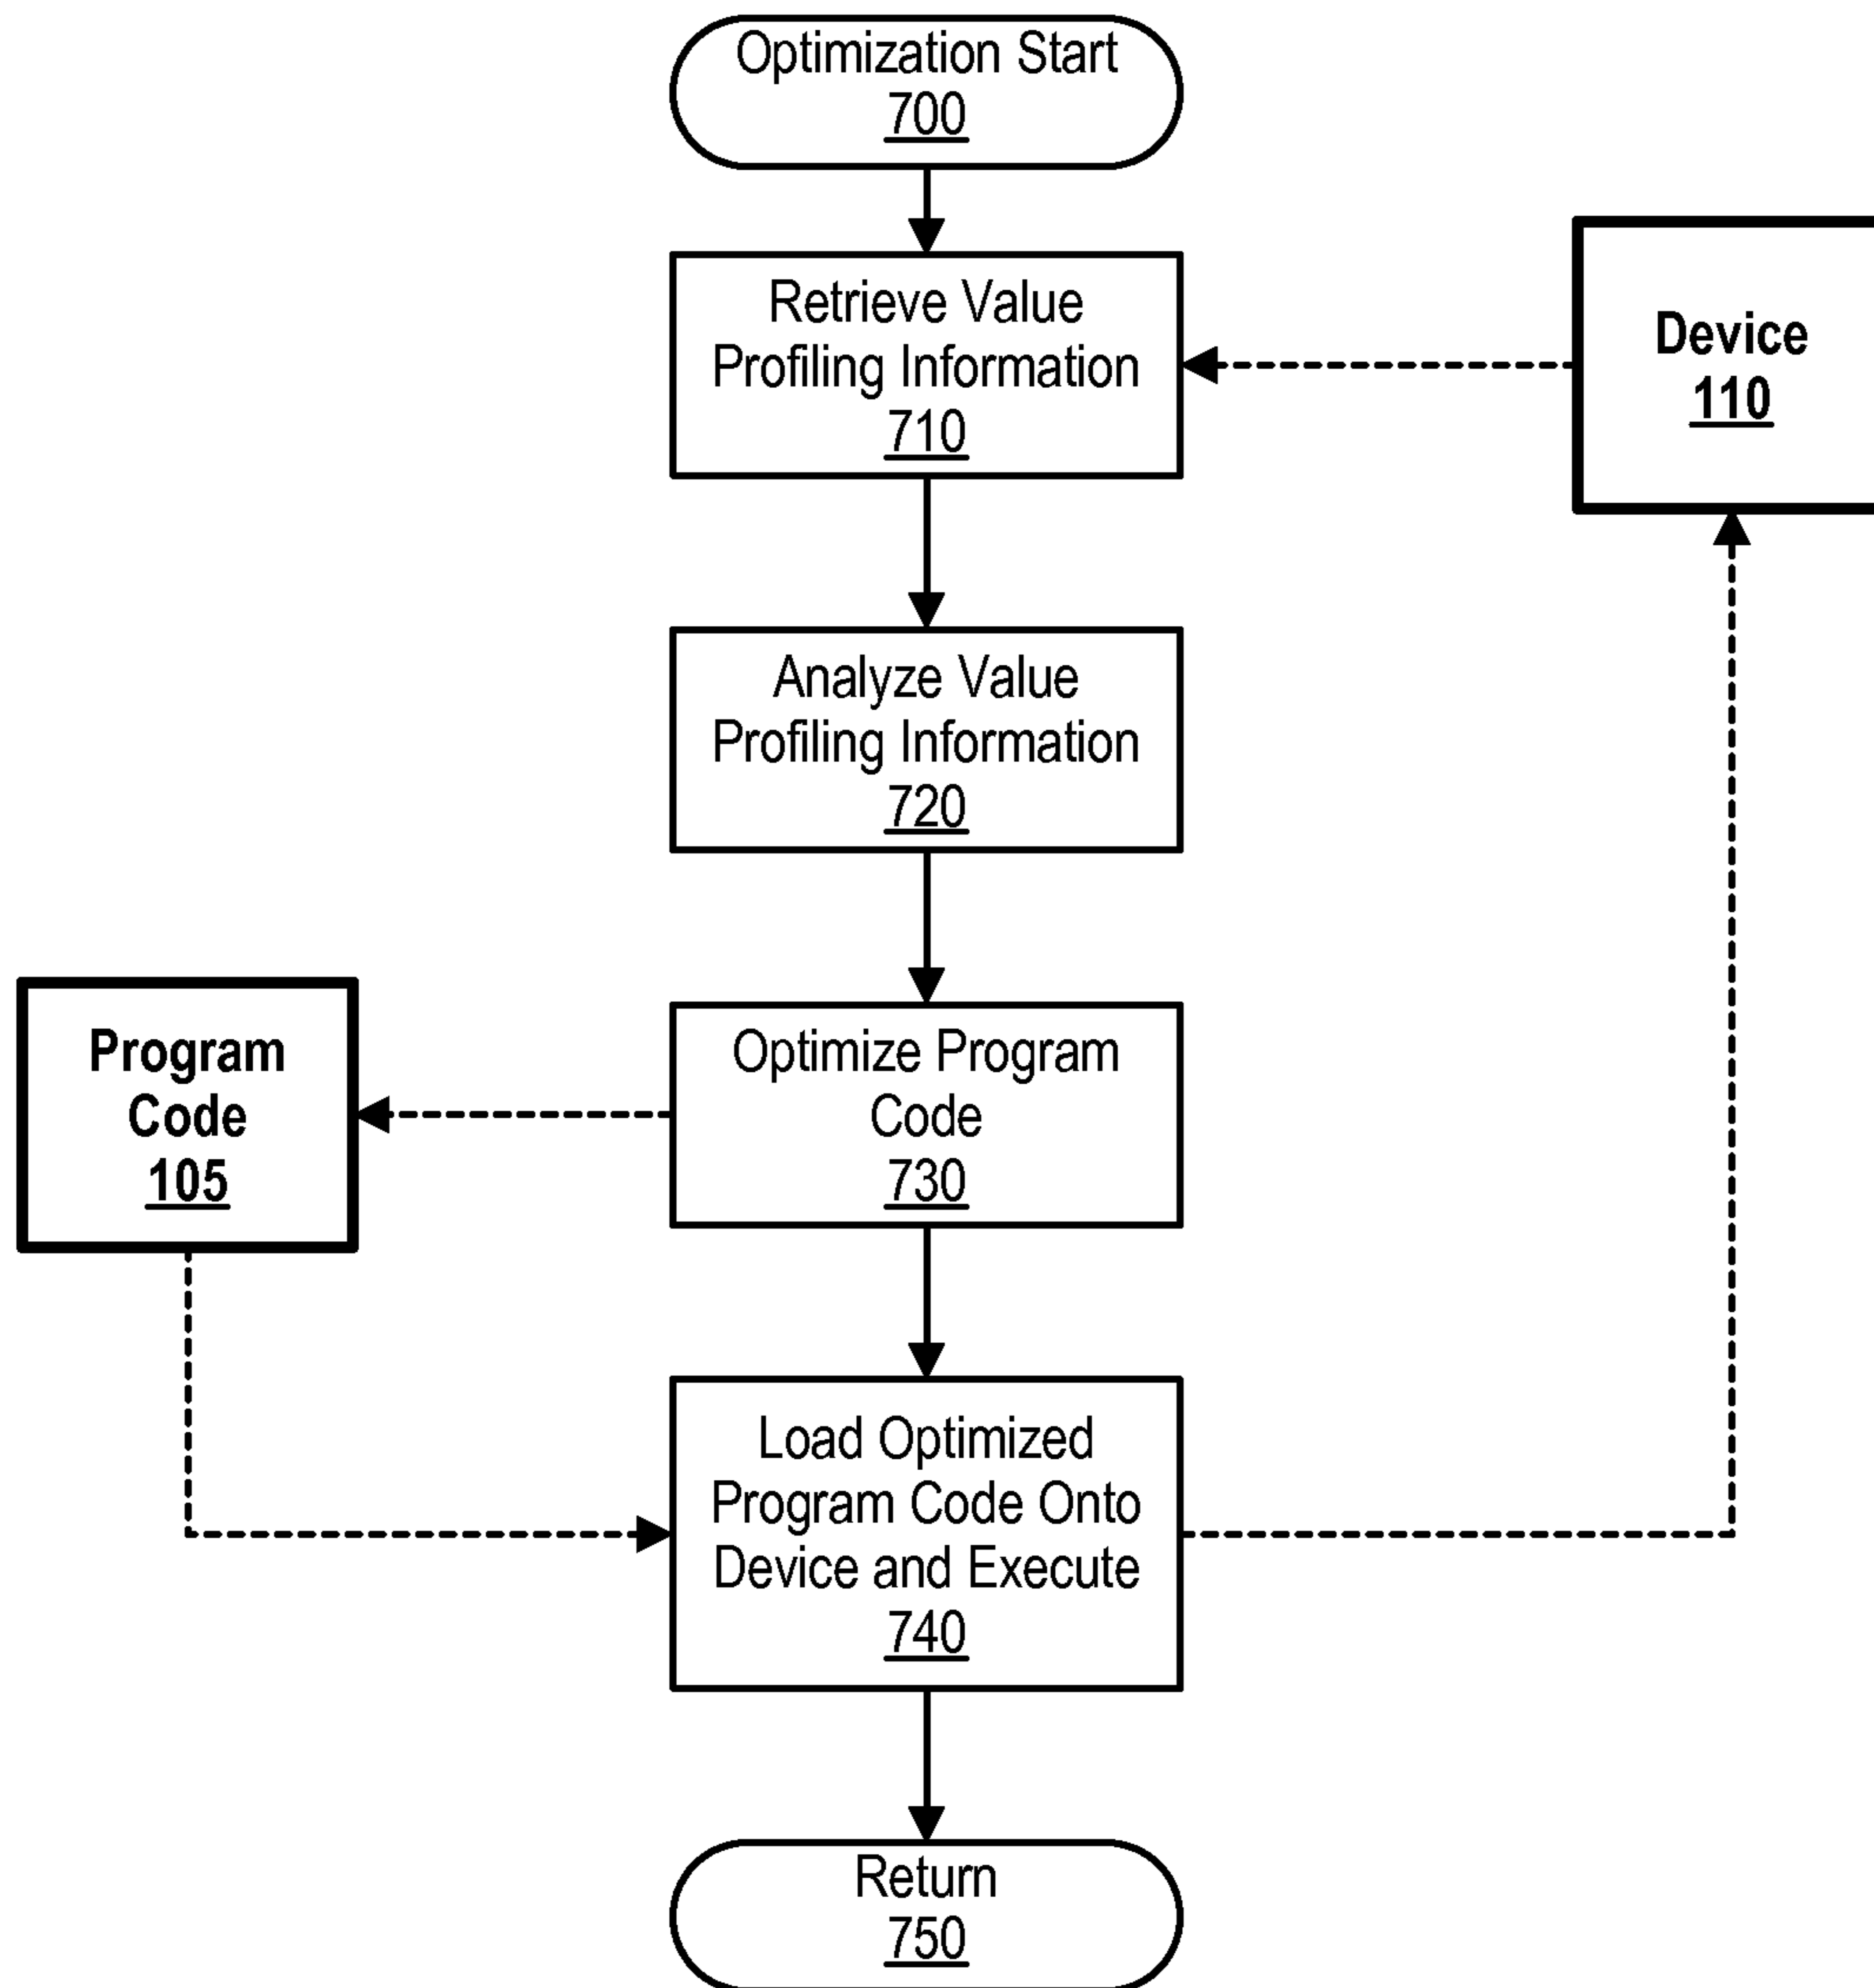 Optimization Start
700
Retrieve Value
Profiling Information
710
Device
110
Analyze Value
Profiling Information
720
Program
Code
105
Optimize Program
Code
730
Load Optimized
Program Code Onto
Device and Execute
740
Return
750